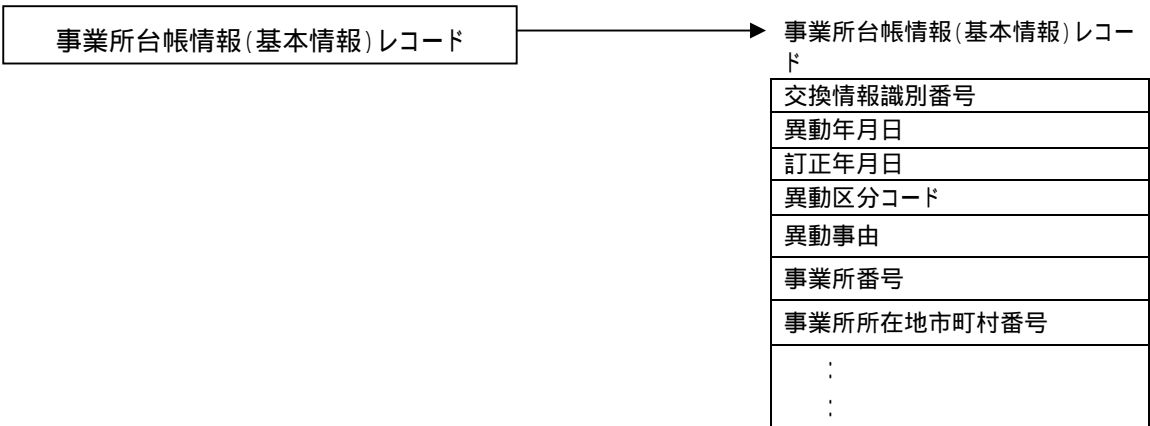 事業所台帳情報(基本情報)レコード
事業所台帳情報(基本情報)レコー
ド
交換情報識別番号
異動年月日
訂正年月日
異動区分コード
異動事由
事業所番号
事業所所在地市町村番号
:
: